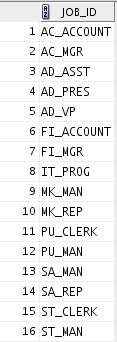 JOB_ID
1 AC_ACCOUNT
2 AC_MGR
3 AD_ASST
4 AD_PRES
5 AD_VP
6 FI_ACCOUNT
7 FI_MGR
8 IT_PROG
9 MK_MAN
10 MK_REP
11 PU_CLERK
12 PU_MAN
13 SA_MAN
14 SA_REP
15 ST_CLERK
16 ST_MAN